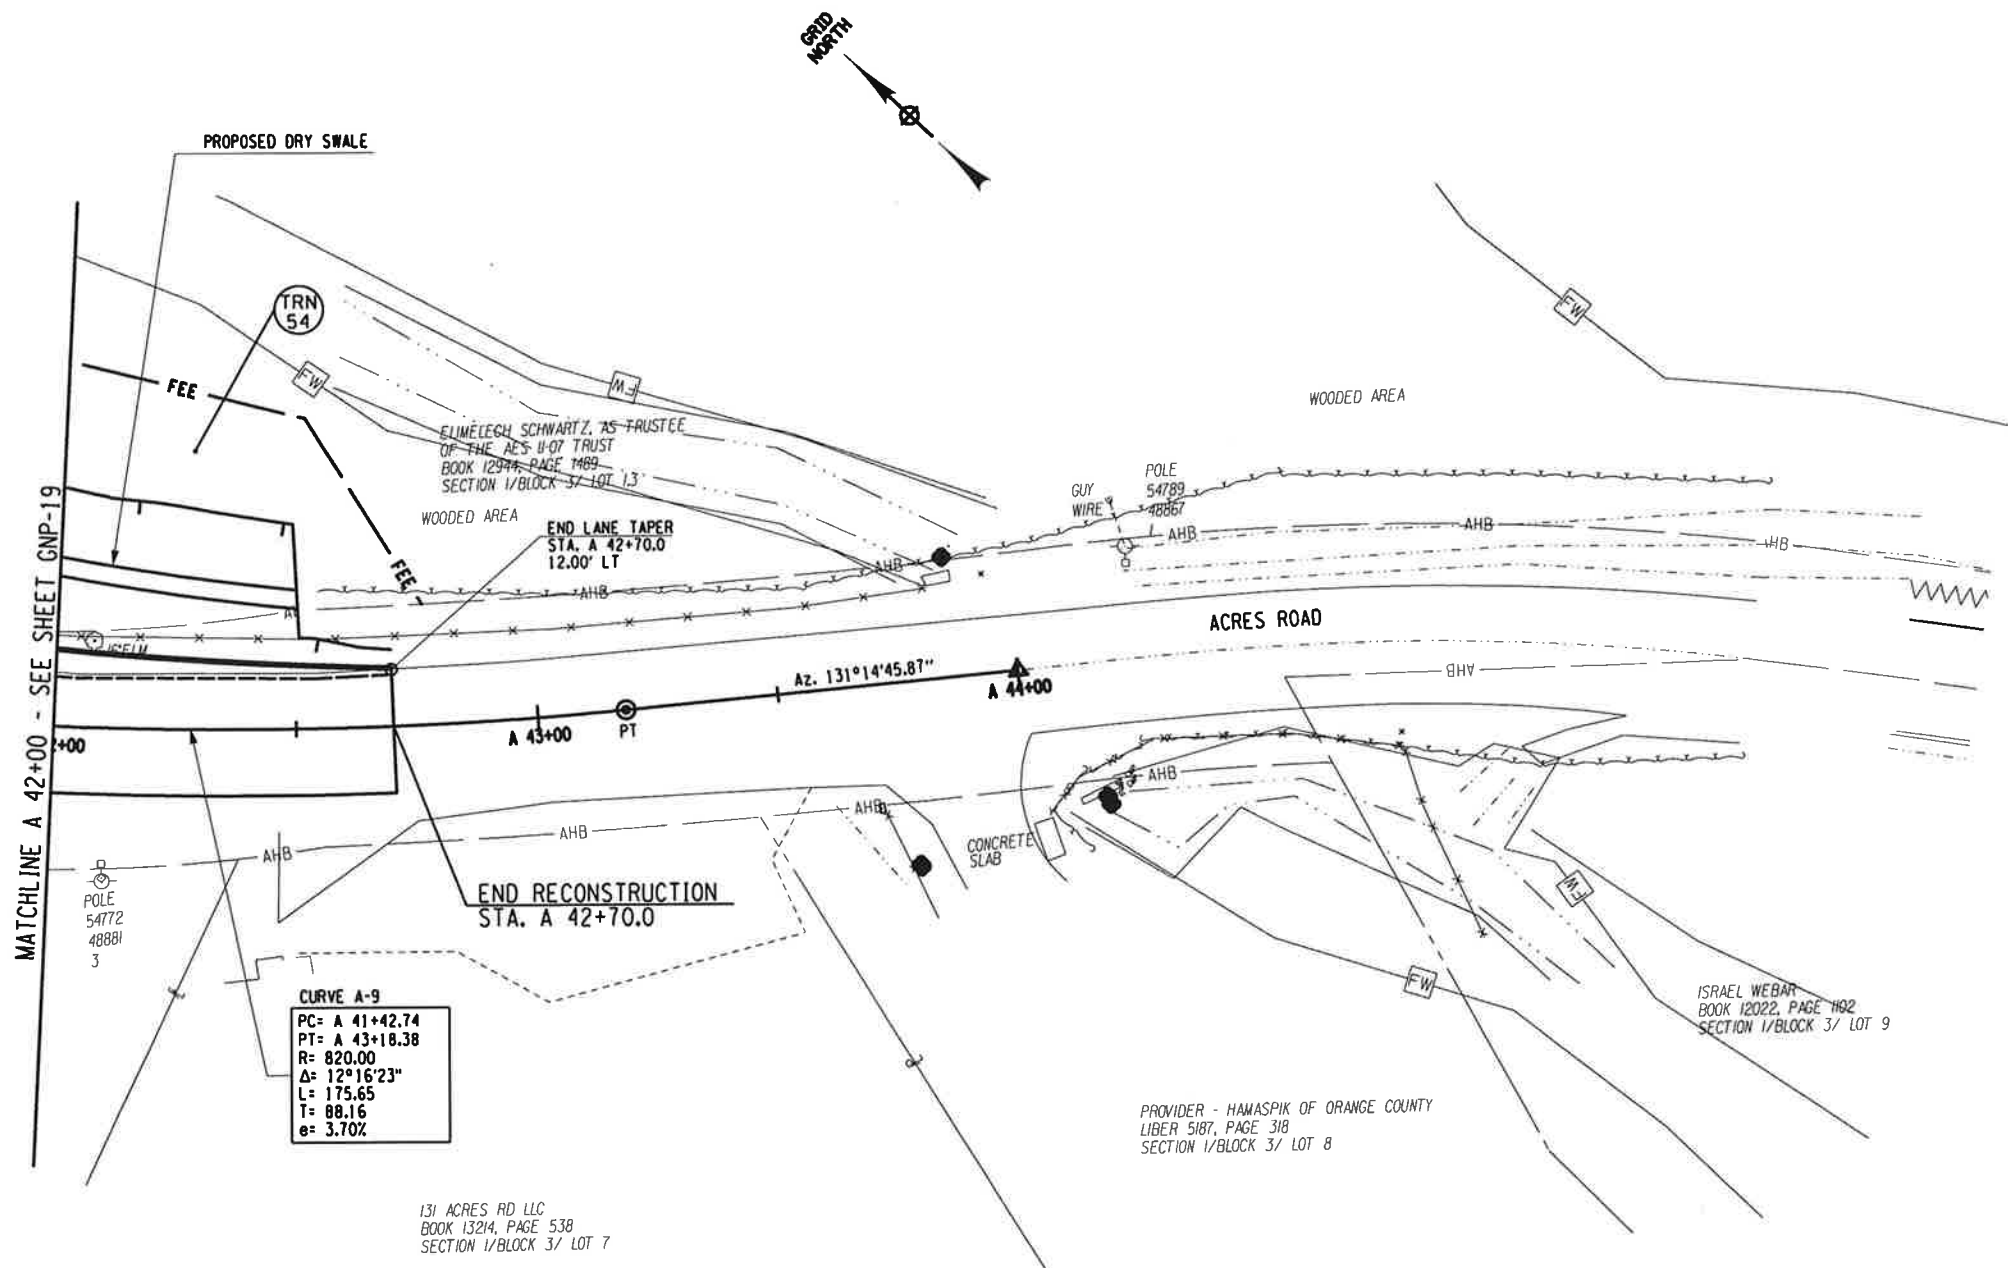 GRID
NORTH
PROPOSED DRY SWALE
TRN
54
FEE
FW
FW
FW
WOODED AREA
ELIMELECH SCHWARTZ, AS TRUSTEE
OF THE AES 11-07 TRUST
BOOK 12944, PAGE 1489
SECTION 1/BLOCK 3/ LOT 1.3
WOODED AREA
POLE
54789
48867
GUY
WIRE
END LANE TAPER
STA. A 42+70.0
12.00' LT
FEE
AHB
AHB
AHB
AHB
HB
ACRES ROAD
Az. 131°14'45.87"
A 44+00
AHB
A 43+00
PT
+00
MATCHLINE A 42+00 - SEE SHEET GNP-19
AHB
AHB
AHB
AHB
CONCRETE
SLAB
POLE
54772
48881
3
END RECONSTRUCTION
STA. A 42+70.0
FW
FW
CURVE A-9
PC= A 41+42.74
PT= A 43+18.38
R= 820.00
Δ= 12°16'23"
L= 175.65
T= 88.16
e= 3.70%
ISRAEL WEBAR
BOOK 12022, PAGE 1102
SECTION 1/BLOCK 3/ LOT 9
PROVIDER - HAMASPIK OF ORANGE COUNTY
LIBER 5187, PAGE 318
SECTION 1/BLOCK 3/ LOT 8
131 ACRES RD LLC
BOOK 13214, PAGE 538
SECTION 1/BLOCK 3/ LOT 7